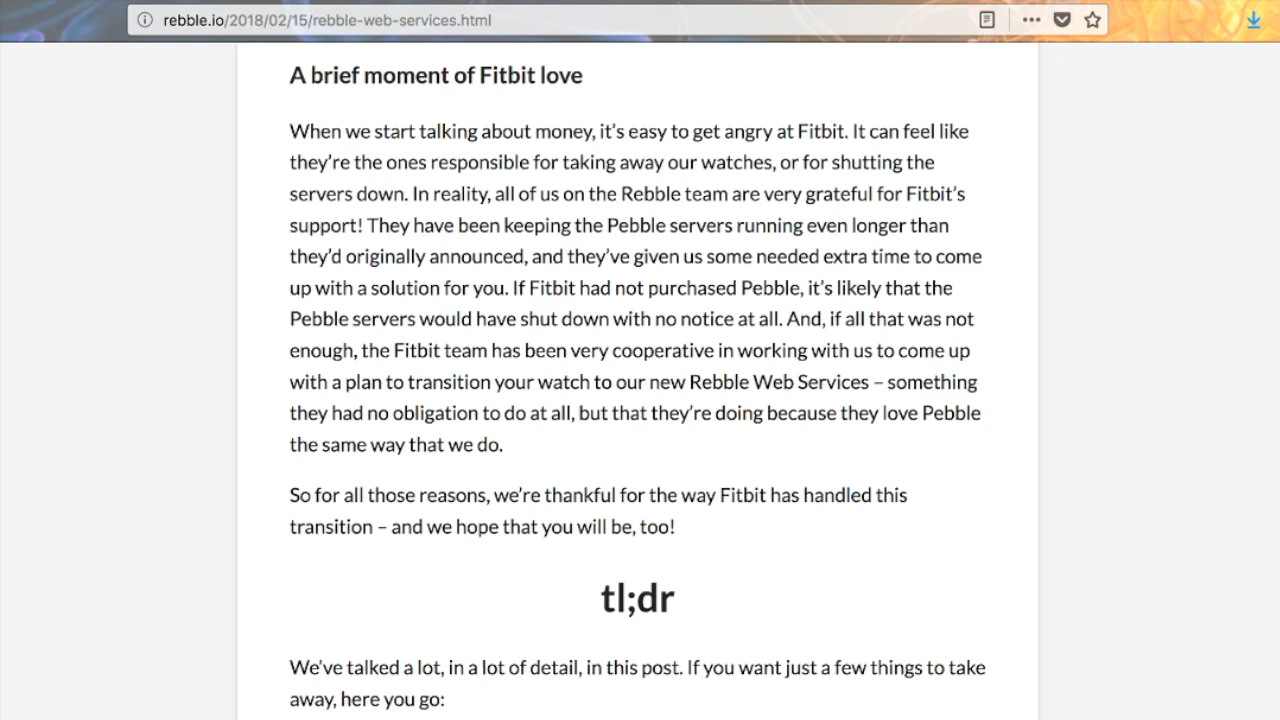 rebble.io/2018/02/15/rebble-web-services.html
A brief moment of Fitbit love
When we start talking about money, it’s easy to get angry at Fitbit. It can feel like
they’re the ones responsible for taking away our watches, or for shutting the
servers down. In reality, all of us on the Rebble team are very grateful for Fitbit’s
support! They have been keeping the Pebble servers running even longer than
they’d originally announced, and they’ve given us some needed extra time to come
up with a solution for you. If Fitbit had not purchased Pebble, it’s likely that the
Pebble servers would have shut down with no notice at all. And, if all that was not
enough, the Fitbit team has been very cooperative in working with us to come up
with a plan to transition your watch to our new Rebble Web Services – something
they had no obligation to do at all, but that they’re doing because they love Pebble
the same way that we do.
So for all those reasons, we’re thankful for the way Fitbit has handled this
transition – and we hope that you will be, too!
tl;dr
We’ve talked a lot, in a lot of detail, in this post. If you want just a few things to take
away, here you go: